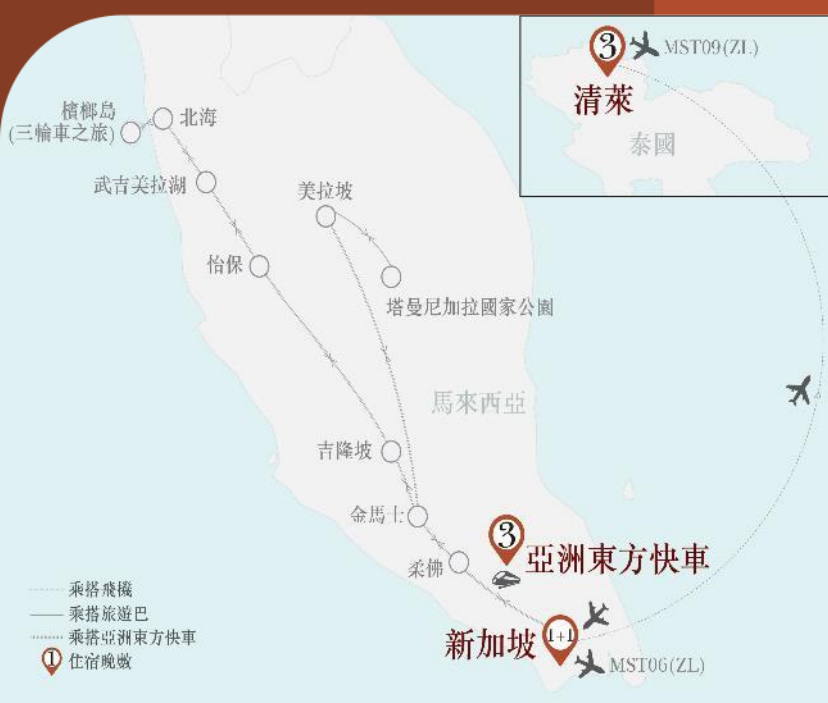 3
MST09(ZL)
清萊
泰國
檳榔島
(三輪車之旅)
北海
武吉美拉湖
美拉坡
怡保
塔曼尼加拉國家公園
馬來西亞
吉隆坡
金馬士
3
亞洲東方快車
柔佛
新加坡
1+1
MST06(ZL)
乘搭飛機
乘搭旅遊巴
乘搭亞洲東方快車
1 住宿晚數